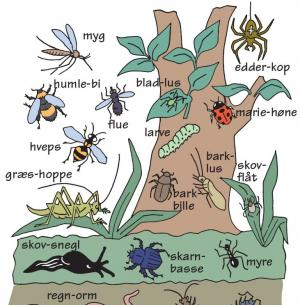 myg
edder-kop
humle-bi
blad-lus
flue
marie-høne
larve
hveps
bark-
lus
skov-
flåt
græs-hoppe
bark-
bille
skov-snegl
skarn-
basse
myre
regn-orm